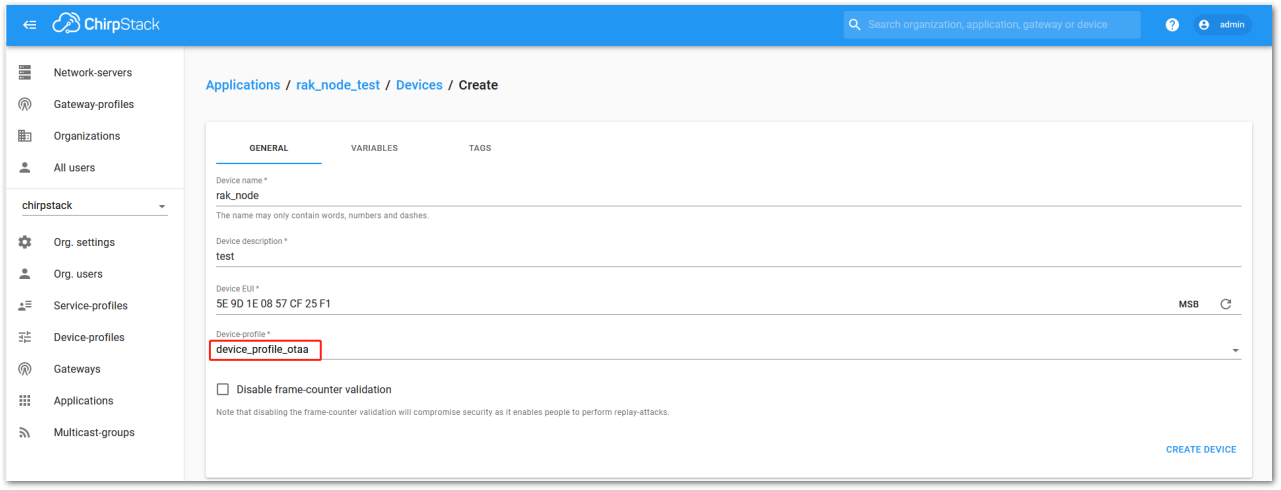 ChirpStack
Search organization, application, gateway or device
? admin
Network-servers
Gateway-profiles
Organizations
All users
chirpstack
Org. settings
Org. users
Service-profiles
Device-profiles
Gateways
Applications
Multicast-groups
Applications / rak_node_test / Devices / Create
GENERAL VARIABLES TAGS
Device name *
rak_node
The name may only contain words, numbers and dashes.
Device description *
test
Device EUI *
5E 9D 1E 08 57 CF 25 F1 MSB
Device-profile *
device_profile_otaa
Disable frame-counter validation
Note that disabling the frame-counter validation will compromise security as it enables people to perform replay-attacks.
CREATE DEVICE